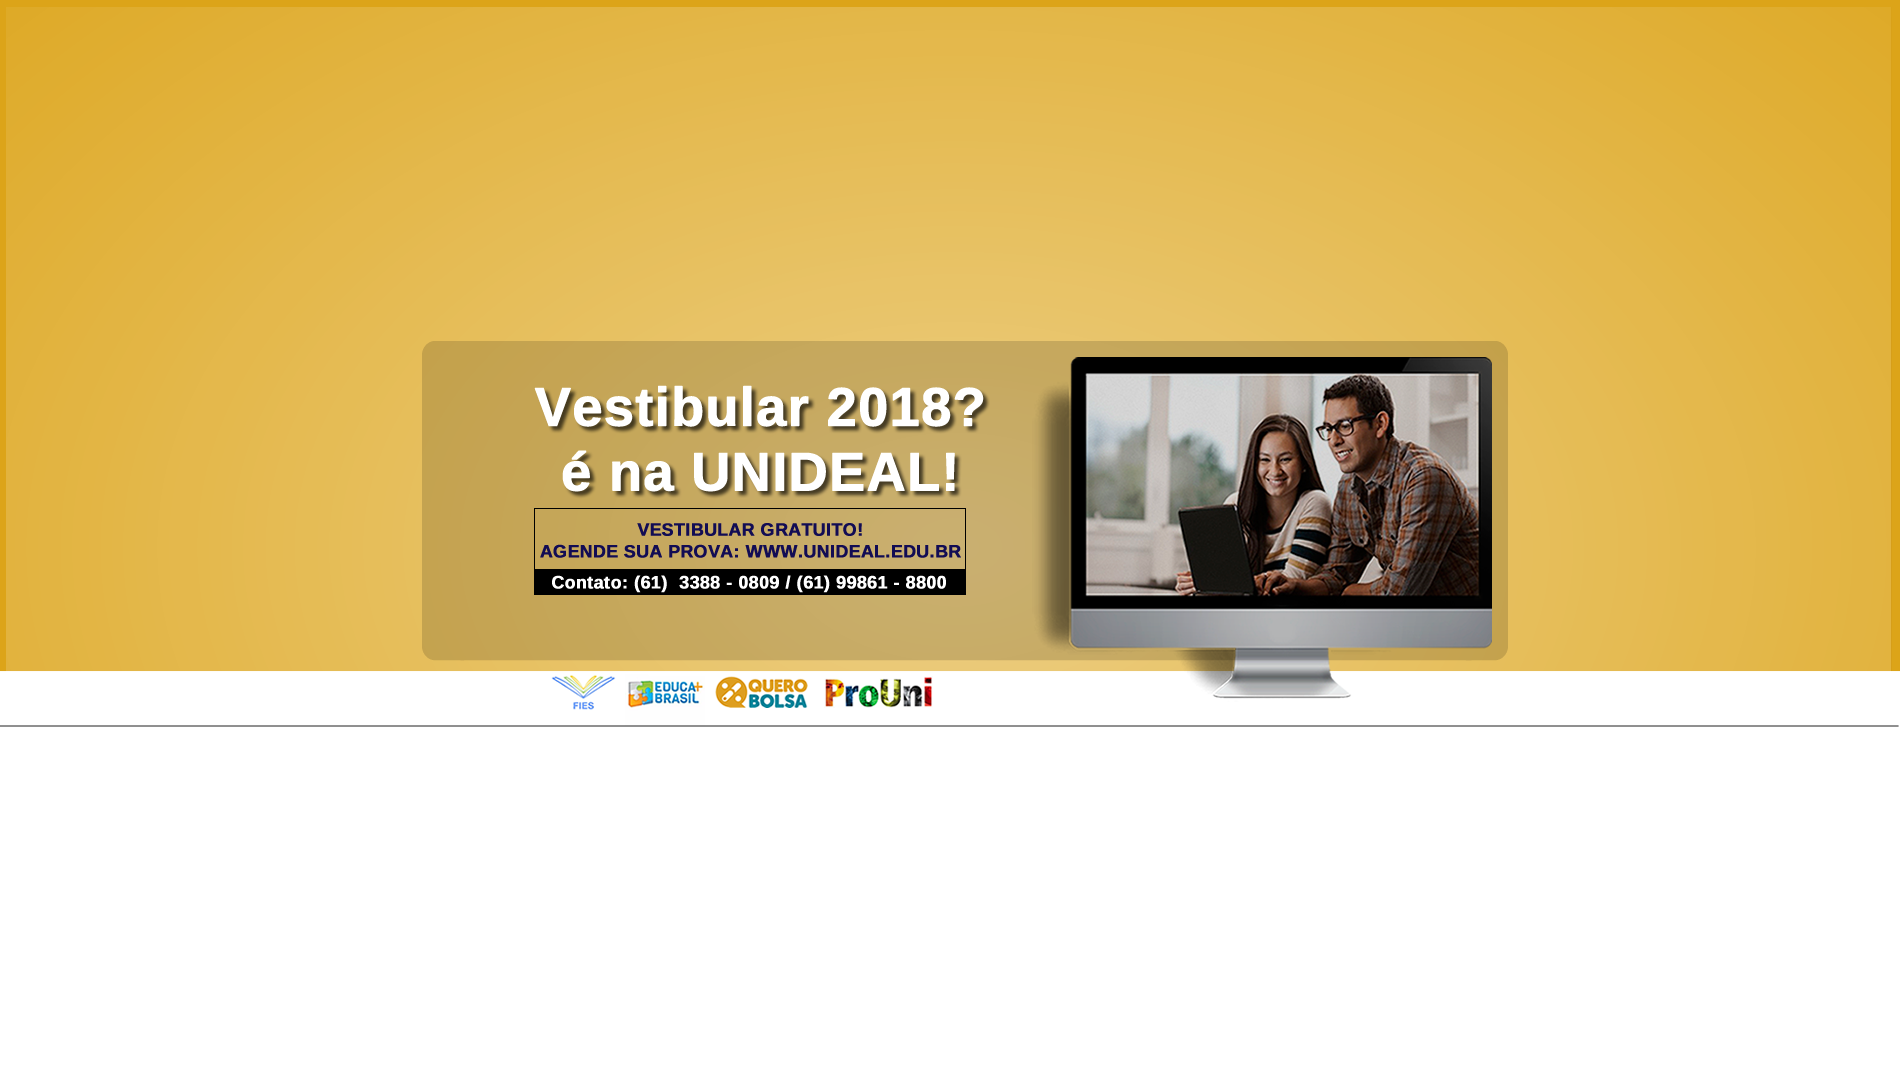 Vestibular 2018?
é na UNIDEAL!
VESTIBULAR GRATUITO!
AGENDE SUA PROVA: WWW.UNIDEAL.EDU.BR
Contato: (61)  3388 - 0809 / (61) 99861 - 8800
FIES
EDUCA+
BRASIL
QUERO
BOLSA
ProUni